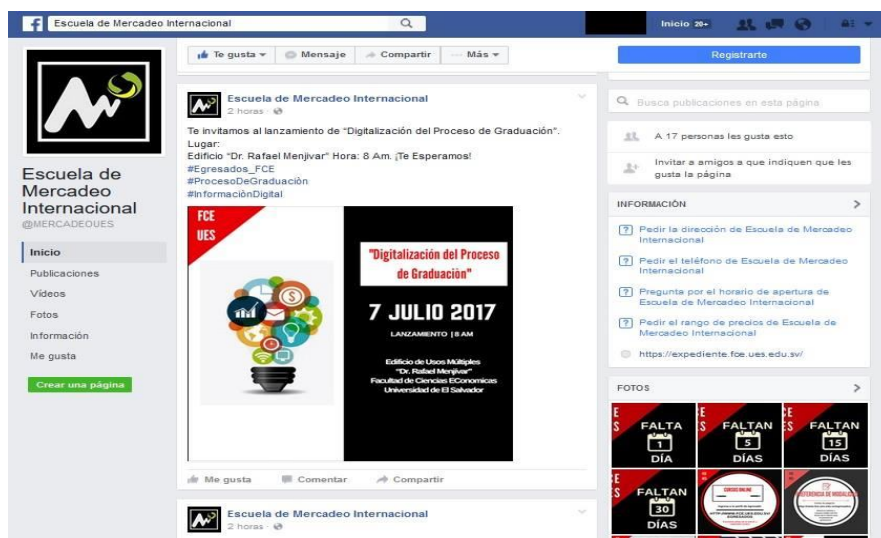 Escuela de Mercadeo Internacional
Inicio 20+
Te gusta
Mensaje
Compartir
Más
Registrarte
Escuela de
Mercadeo
Internacional
@MERCADEOUES
Inicio
Publicaciones
Vídeos
Fotos
Información
Me gusta
Crear una página
Escuela de Mercadeo Internacional
2 horas
Te invitamos al lanzamiento de "Digitalización del Proceso de Graduación".
Lugar:
Edificio "Dr. Rafael Menjivar" Hora: 8 Am. ¡Te Esperamos!
#Egresados_FCE
#ProcesoDeGraduaciòn
#InformaciònDigital
FCE
UES
"Digitalización del Proceso
de Graduaciòn"
7 JULIO 2017
LANZAMIENTO | 8 AM
Edificio de Usos Múltiples
"Dr. Rafael Menjivar"
Facultad de Ciencias EConomicas
Universidad de El Salvador
Me gusta
Comentar
Compartir
Escuela de Mercadeo Internacional
2 horas
Busca publicaciones en esta página
A 17 personas les gusta esto
Invitar a amigos a que indiquen que les
gusta la página
INFORMACIÓN
Pedir la dirección de Escuela de Mercadeo
Internacional
Pedir el teléfono de Escuela de Mercadeo
Internacional
Pregunta por el horario de apertura de
Escuela de Mercadeo Internacional
Pedir el rango de precios de Escuela de
Mercadeo Internacional
https://expediente.fce.ues.edu.sv/
FOTOS
FALTA
1
DÍA
FALTAN
5
DÍAS
FALTAN
15
DÍAS
FALTAN
30
DÍAS
CURSOS ONLINE